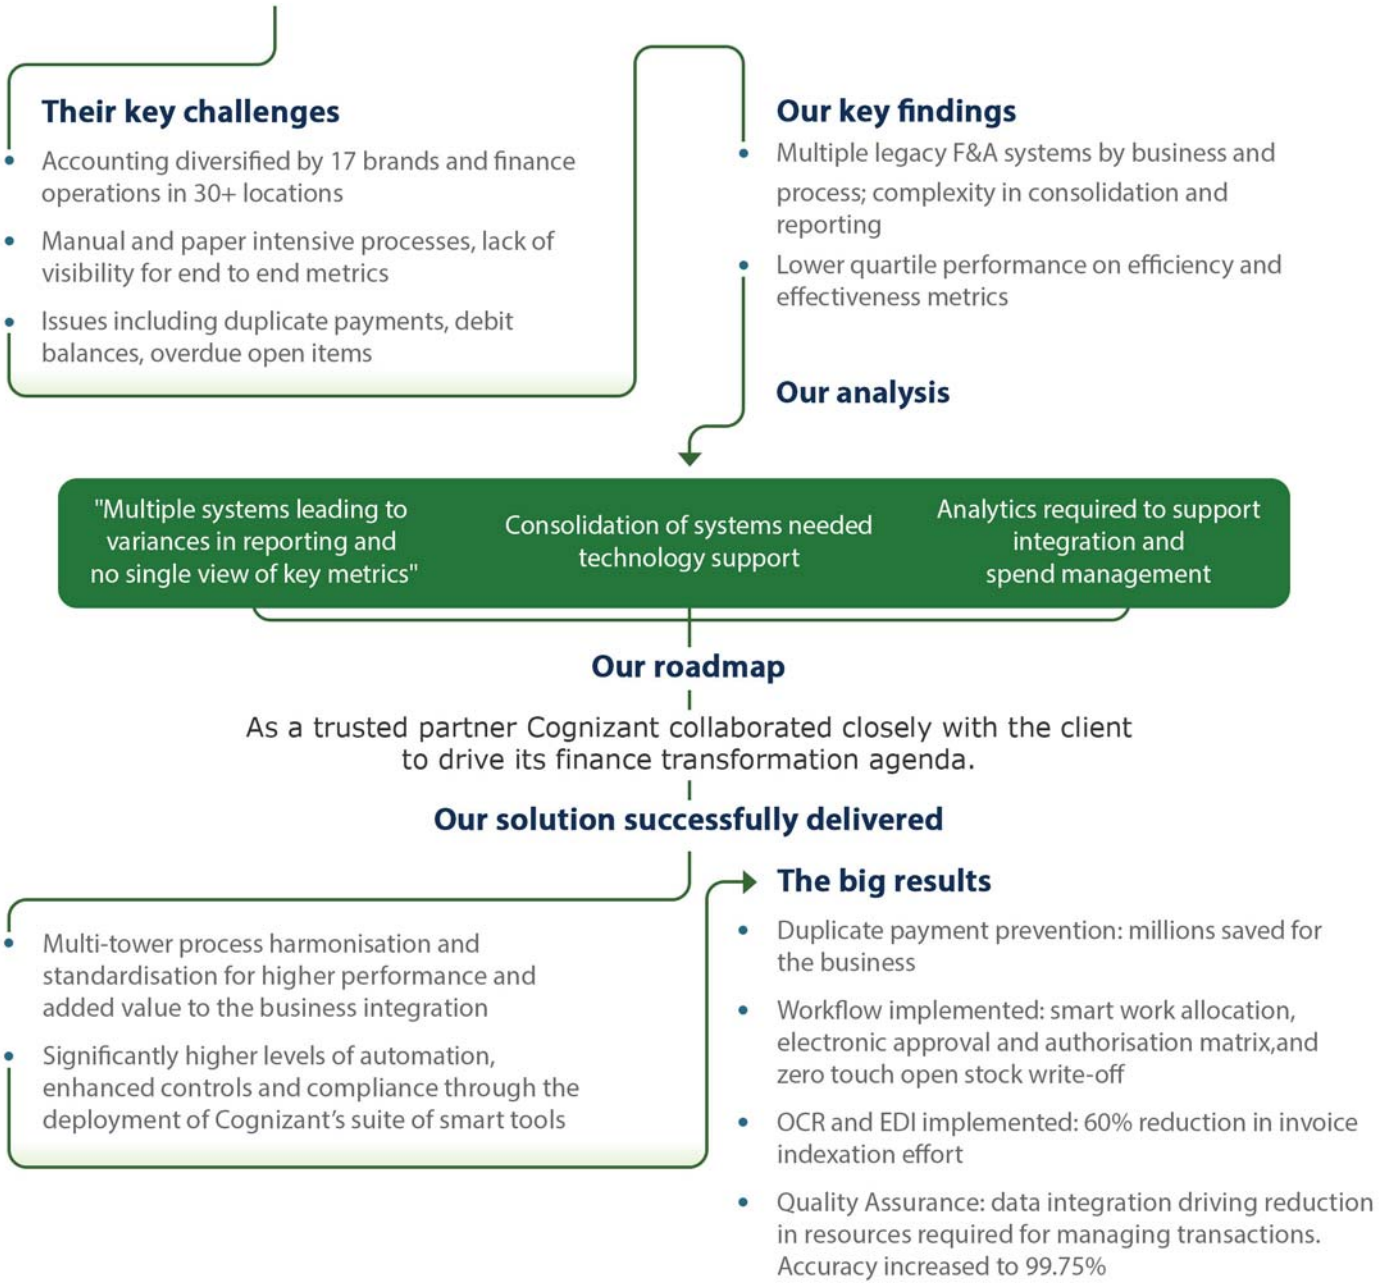 Their key challenges
Accounting diversified by 17 brands and finance
operations in 30+ locations
Manual and paper intensive processes, lack of
visibility for end to end metrics
Issues including duplicate payments, debit
balances, overdue open items
Our key findings
Multiple legacy F&A systems by business and
process; complexity in consolidation and
reporting
Lower quartile performance on efficiency and
effectiveness metrics
Our analysis
"Multiple systems leading to
variances in reporting and
no single view of key metrics"
Consolidation of systems needed
technology support
Analytics required to support
integration and
spend management
Our roadmap
As a trusted partner Cognizant collaborated closely with the client
to drive its finance transformation agenda.
Our solution successfully delivered
Multi-tower process harmonisation and
standardisation for higher performance and
added value to the business integration
Significantly higher levels of automation,
enhanced controls and compliance through the
deployment of Cognizant’s suite of smart tools
The big results
Duplicate payment prevention: millions saved for
the business
Workflow implemented: smart work allocation,
electronic approval and authorisation matrix,and
zero touch open stock write-off
OCR and EDI implemented: 60% reduction in invoice
indexation effort
Quality Assurance: data integration driving reduction
in resources required for managing transactions.
Accuracy increased to 99.75%